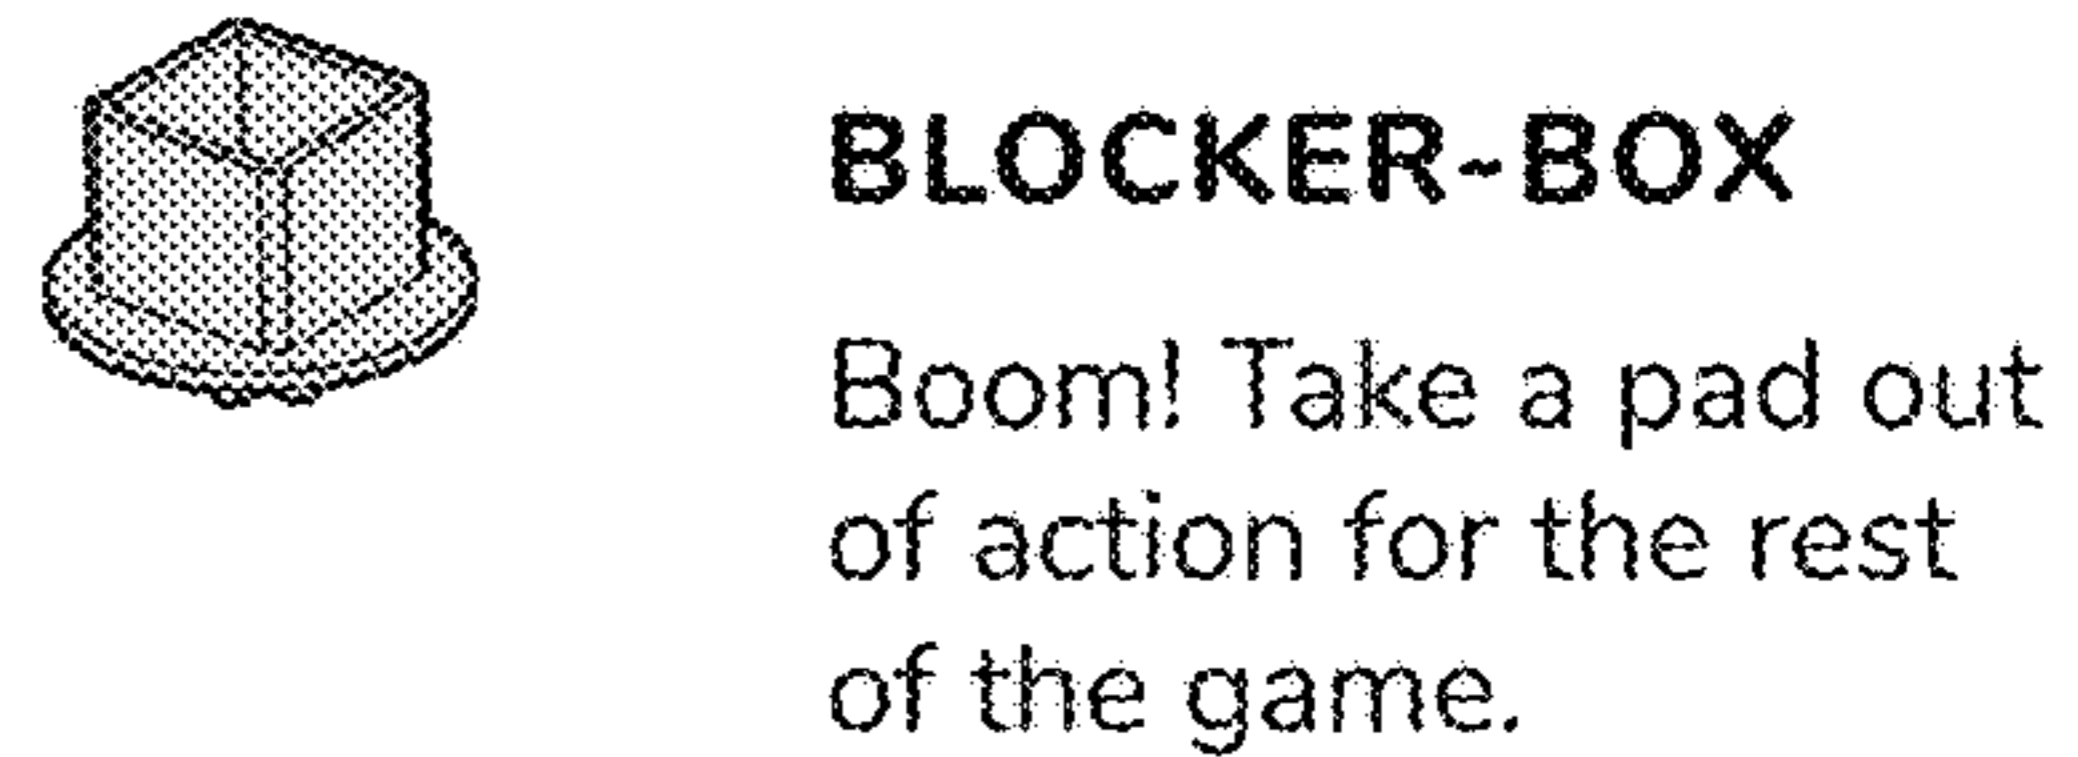 BLOCKER-BOX
Boom! Take a pad out
of action for the rest
of the game.